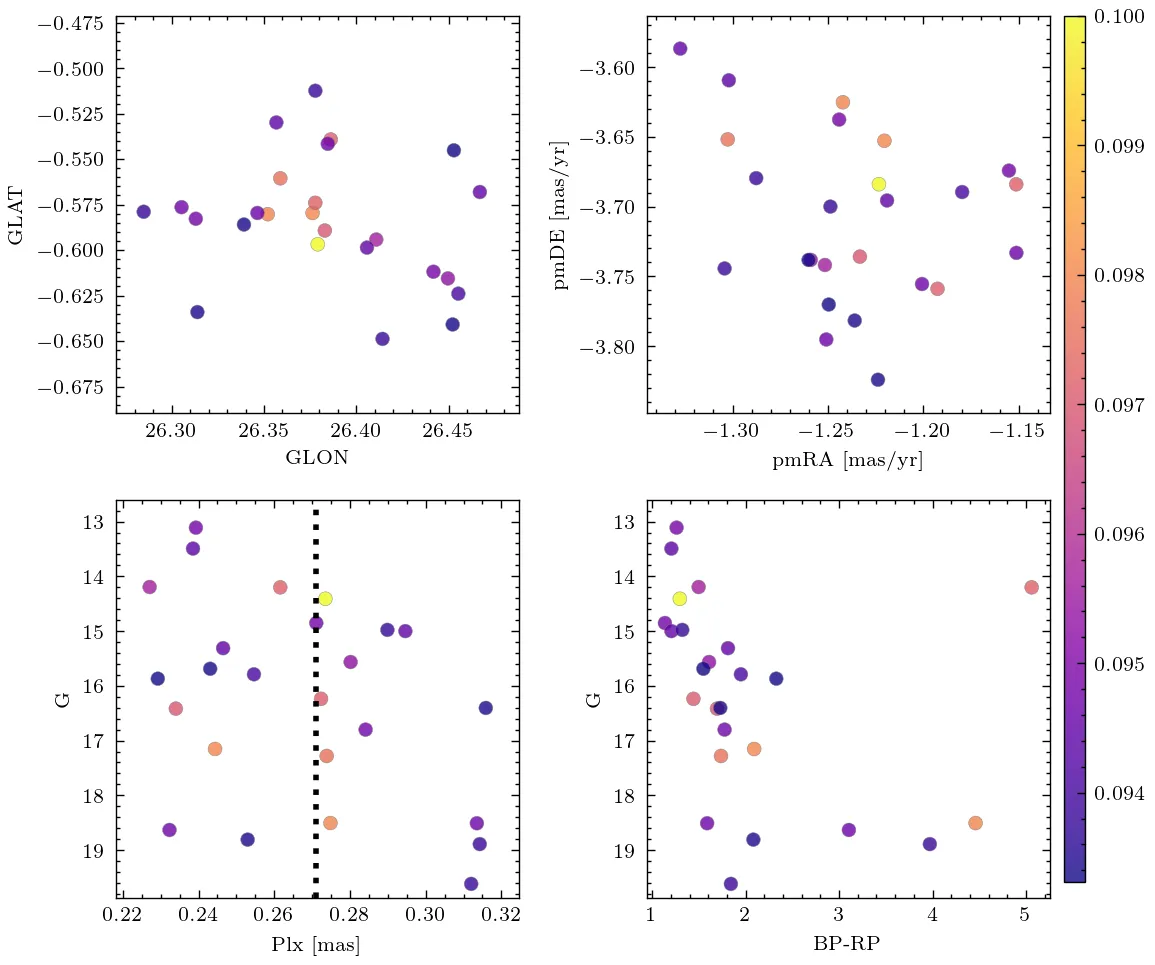 −0.475
−0.500
−0.525
−0.550
−0.575
−0.600
−0.625
−0.650
−0.675
GLAT
26.30 26.35 26.40 26.45
GLON
−3.60
−3.65
−3.70
−3.75
−3.80
pmDE [mas/yr]
−1.30 −1.25 −1.20 −1.15
pmRA [mas/yr]
0.100
0.099
0.098
0.097
0.096
0.095
0.094
13
14
15
16
17
18
19
G
0.22 0.24 0.26 0.28 0.30 0.32
Plx [mas]
13
14
15
16
17
18
19
G
1 2 3 4 5
BP-RP